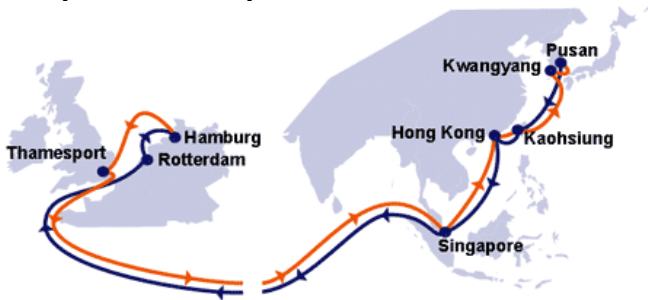 Pusan
Kwangyang
Hong Kong
Kaohsiung
Hamburg
Thamesport
Rotterdam
Singapore